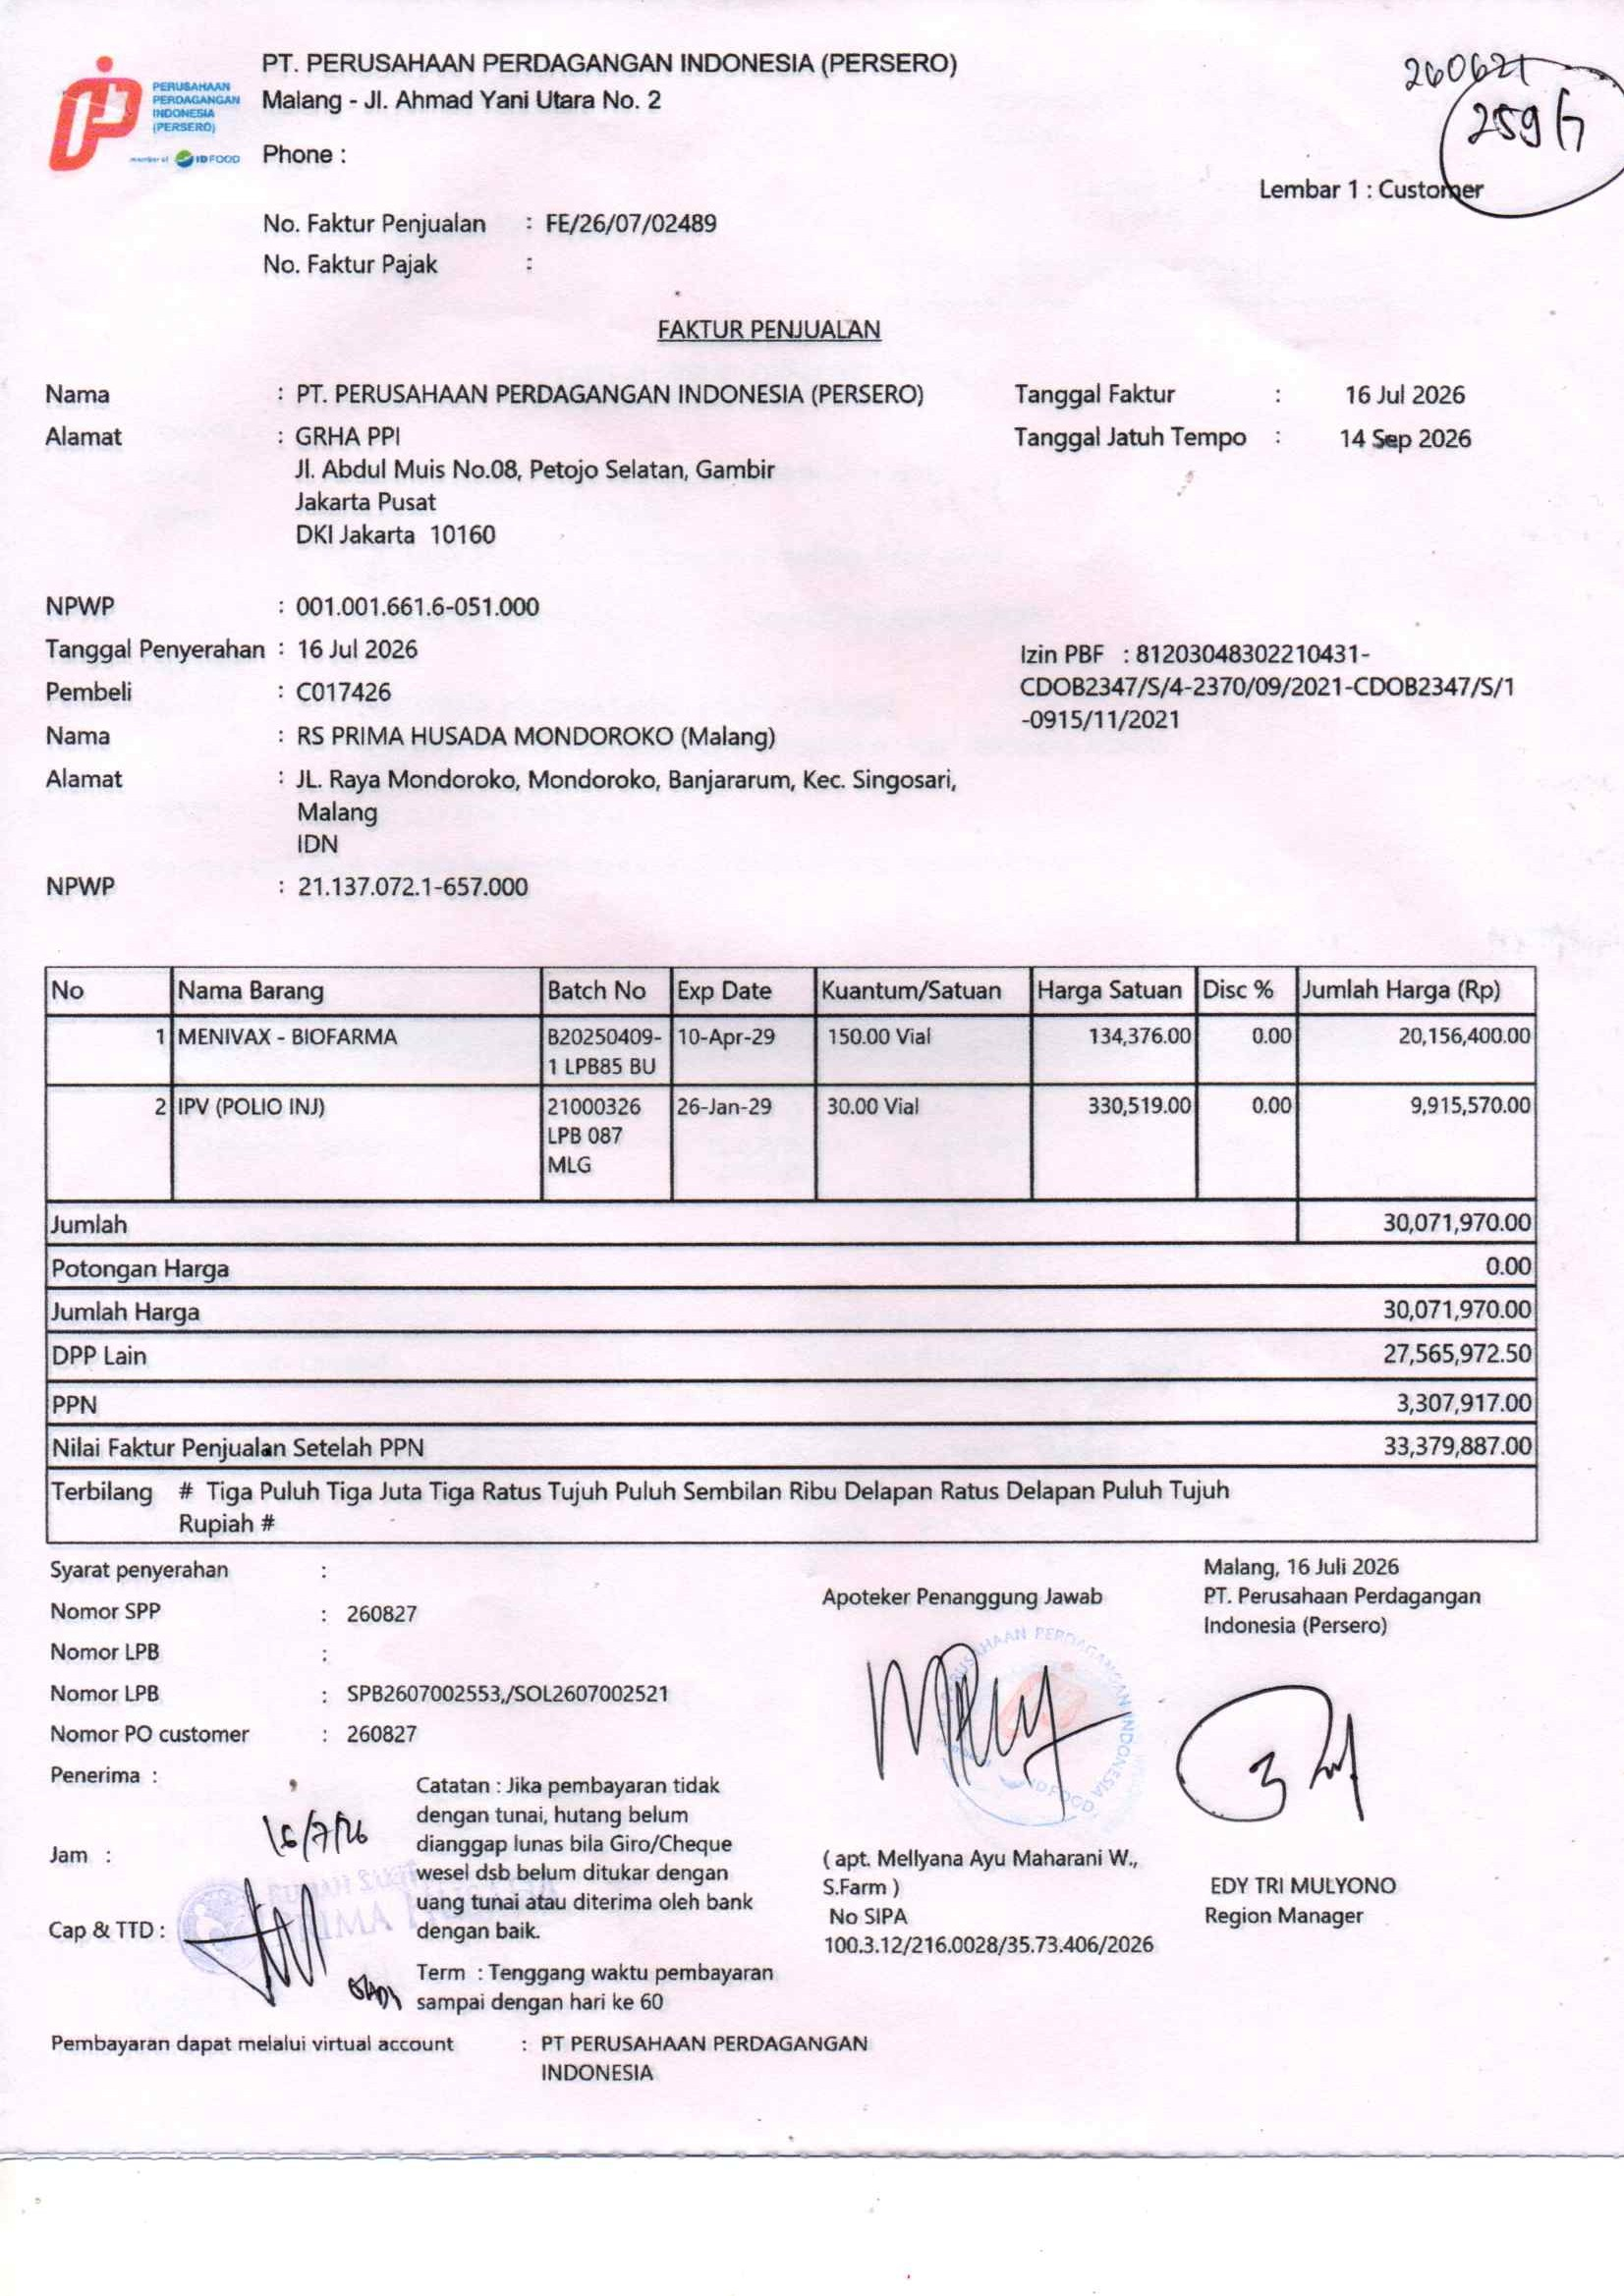 PT. PERUSAHAAN PERDAGANGAN INDONESIA (PERSERO)
PERUSAHAAN
PERDAGANGAN
INDONESIA
(PERSERO)
member of ID FOOD
Malang - Jl. Ahmad Yani Utara No. 2
Phone :
260621
259
Lembar 1 : Customer
No. Faktur Penjualan : FE/26/07/02489
No. Faktur Pajak :
FAKTUR PENJUALAN
Nama : PT. PERUSAHAAN PERDAGANGAN INDONESIA (PERSERO) Tanggal Faktur : 16 Jul 2026
Alamat : GRHA PPI Tanggal Jatuh Tempo : 14 Sep 2026
Jl. Abdul Muis No.08, Petojo Selatan, Gambir
Jakarta Pusat
DKI Jakarta 10160
NPWP : 001.001.661.6-051.000
Tanggal Penyerahan : 16 Jul 2026 Izin PBF : 81203048302210431-
Pembeli : C017426 CDOB2347/S/4-2370/09/2021-CDOB2347/S/1
-0915/11/2021
Nama : RS PRIMA HUSADA MONDOROKO (Malang)
Alamat : JL. Raya Mondoroko, Mondoroko, Banjararum, Kec. Singosari,
Malang
IDN
NPWP : 21.137.072.1-657.000
No Nama Barang Batch No Exp Date Kuantum/Satuan Harga Satuan Disc % Jumlah Harga (Rp)
1 MENIVAX - BIOFARMA B20250409- 10-Apr-29 150.00 Vial 134,376.00 0.00 20,156,400.00
1 LPB85 BU
2 IPV (POLIO INJ) 21000326 26-Jan-29 30.00 Vial 330,519.00 0.00 9,915,570.00
LPB 087
MLG
Jumlah 30,071,970.00
Potongan Harga 0.00
Jumlah Harga 30,071,970.00
DPP Lain 27,565,972.50
PPN 3,307,917.00
Nilai Faktur Penjualan Setelah PPN 33,379,887.00
Terbilang # Tiga Puluh Tiga Juta Tiga Ratus Tujuh Puluh Sembilan Ribu Delapan Ratus Delapan Puluh Tujuh
Rupiah #
Syarat penyerahan :
Nomor SPP : 260827
Nomor LPB :
Nomor LPB : SPB2607002553,/SOL2607002521
Nomor PO customer : 260827
Penerima :
16/7/26
Jam :
Cap & TTD :
Catatan : Jika pembayaran tidak
dengan tunai, hutang belum
dianggap lunas bila Giro/Cheque
wesel dsb belum ditukar dengan
uang tunai atau diterima oleh bank
dengan baik.
Term : Tenggang waktu pembayaran
sampai dengan hari ke 60
Apoteker Penanggung Jawab
PERUSAHAAN PERDAGANGAN INDONESIA
ID FOOD
( apt. Mellyana Ayu Maharani W.,
S.Farm )
No SIPA
100.3.12/216.0028/35.73.406/2026
Malang, 16 Juli 2026
PT. Perusahaan Perdagangan
Indonesia (Persero)
EDY TRI MULYONO
Region Manager
Pembayaran dapat melalui virtual account : PT PERUSAHAAN PERDAGANGAN
INDONESIA